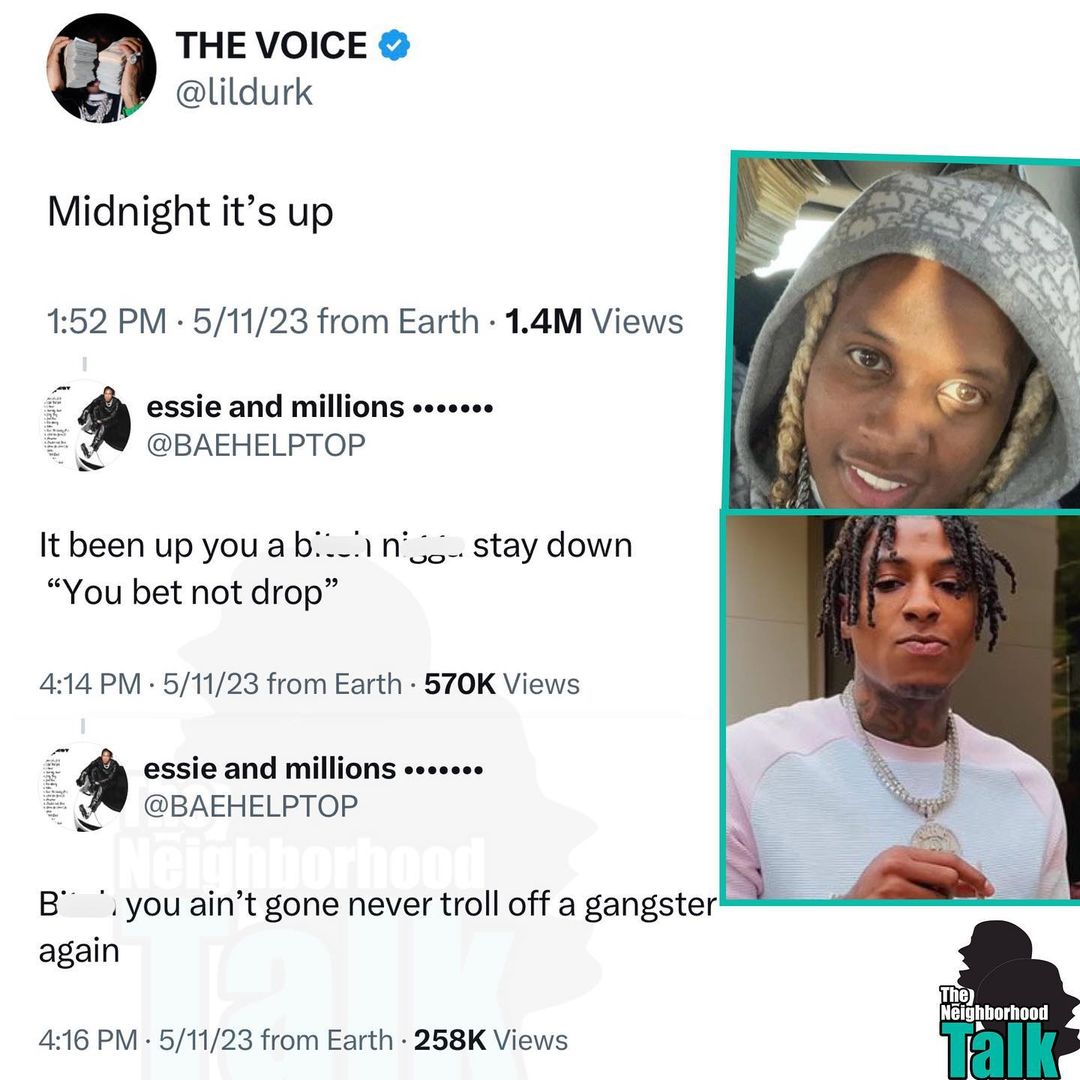 THE VOICE
@lildurk
Midnight it's up
1:52 PM · 5/11/23 from Earth · 1.4M Views
essie and millions •••••••
@BAEHELPTOP
It been up you a b h n stay down
“You bet not drop”
4:14 PM · 5/11/23 from Earth · 570K Views
essie and millions •••••••
@BAEHELPTOP
B you ain't gone never troll off a gangster
again
4:16 PM · 5/11/23 from Earth · 258K Views
The
Neighborhood
Talk
The
Neighborhood
Talk